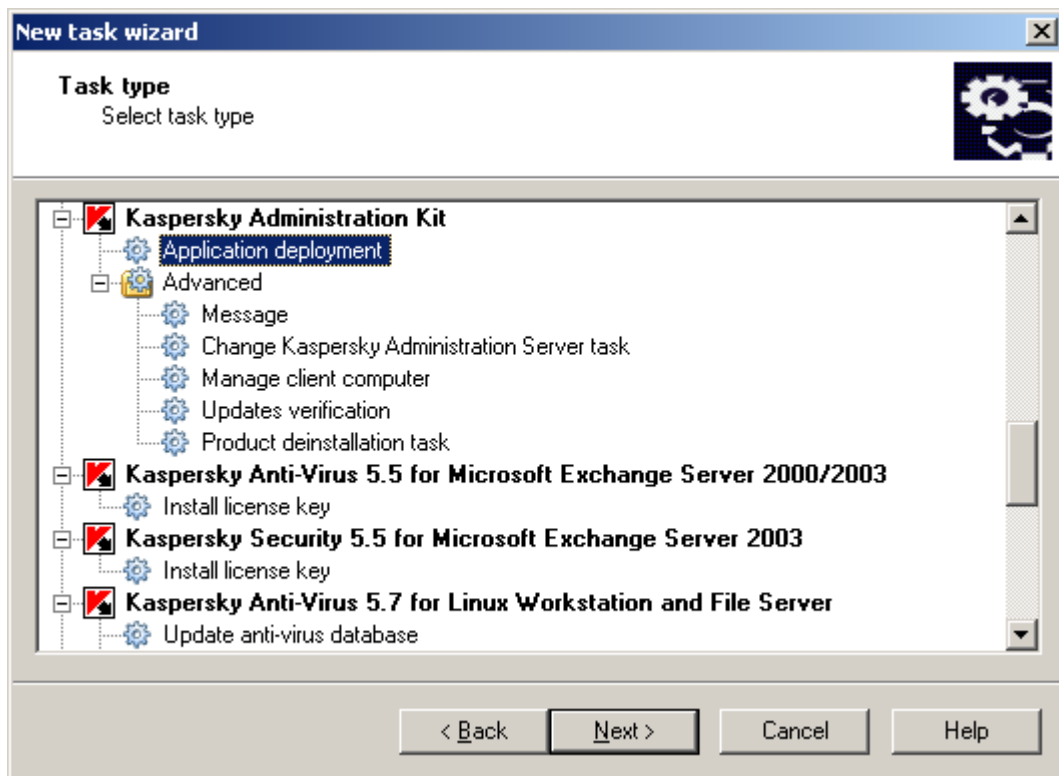 New task wizard
Task type
Select task type
Kaspersky Administration Kit
Application deployment
Advanced
Message
Change Kaspersky Administration Server task
Manage client computer
Updates verification
Product deinstallation task
Kaspersky Anti-Virus 5.5 for Microsoft Exchange Server 2000/2003
Install license key
Kaspersky Security 5.5 for Microsoft Exchange Server 2003
Install license key
Kaspersky Anti-Virus 5.7 for Linux Workstation and File Server
Update anti-virus database
< Back Next > Cancel Help